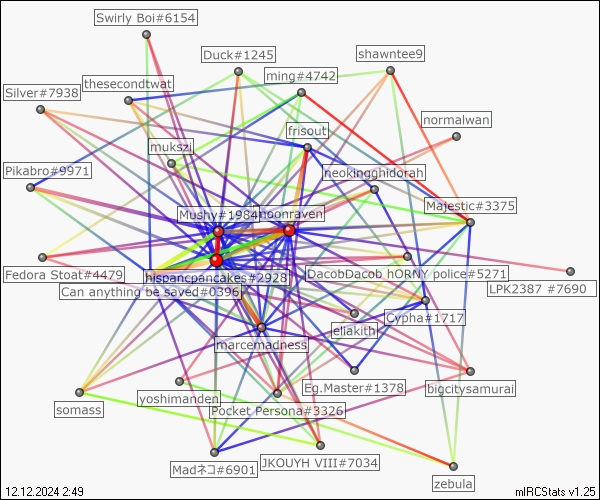 Swirly Boi#6154
Duck#1245
shawntee9
ming#4742
thesecondtwat
Silver#7938
normalwan
frisout
mukszi
Pikabro#9971
neokingghidorah
Majestic#3375
Mushy#1984
noonraven
Fedora Stoat#4479
hispancpancakes#2928
DacobDacob hORNY police#5271
LPK2387 #7690
Can anything be saved#0396
Cypha#1717
eliakith
marcemadness
Eg.Master#1378
bigcitysamurai
yoshimanden
somass
Pocket Persona#3326
Madネコ#6901
JKOUYH VIII#7034
zebula
12.12.2024 2:49
mIRCStats v1.25